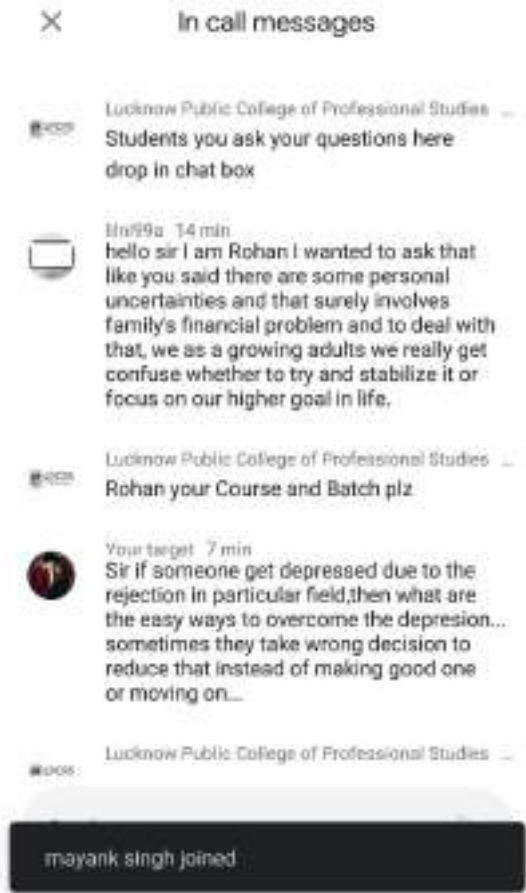 In call messages
Lucknow Public College of Professional Studies ...
Students you ask your questions here
drop in chat box
14 min
hello sir I am Rohan I wanted to ask that
like you said there are some personal
uncertainties and that surely involves
family's financial problem and to deal with
that, we as a growing adults we really get
confuse whether to try and stabilize it or
focus on our higher goal in life.
Lucknow Public College of Professional Studies ...
Rohan your Course and Batch plz
Your target 7 min
Sir if someone get depressed due to the
rejection in particular field,then what are
the easy ways to overcome the depresion...
sometimes they take wrong decision to
reduce that instead of making good one
or moving on...
Lucknow Public College of Professional Studies ...
mayank singh joined